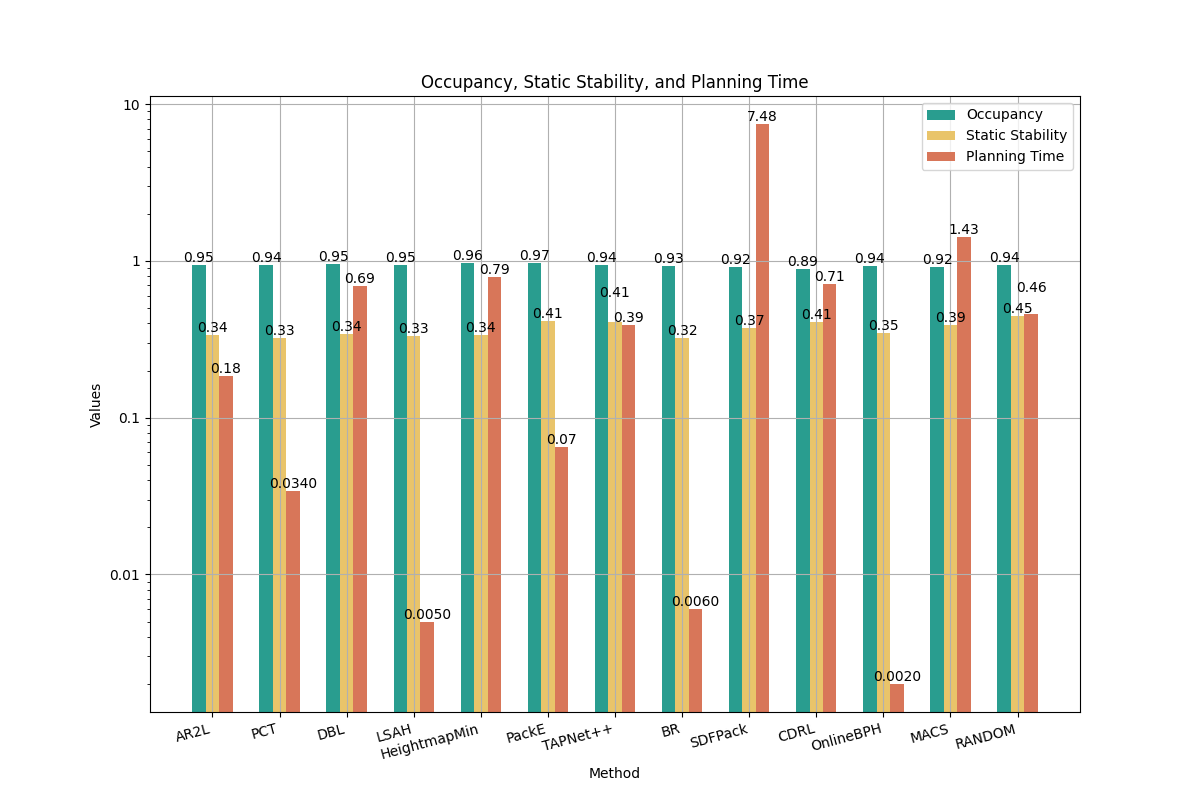 Occupancy, Static Stability, and Planning Time
10
1
0.1
0.01
Values
Occupancy
Static Stability
Planning Time
0.95 0.34 0.18
0.94 0.33 0.0340
0.95 0.34 0.69
0.95 0.33 0.0050
0.96 0.34 0.79
0.97 0.41 0.07
0.94 0.41 0.39
0.93 0.32 0.0060
0.92 0.37 7.48
0.89 0.41 0.71
0.94 0.35 0.0020
0.92 0.39 1.43
0.94 0.45 0.46
AR2L
PCT
DBL
LSAH
HeightmapMin
PackE
TAPNet++
BR
SDFPack
CDRL
OnlineBPH
MACS
RANDOM
Method